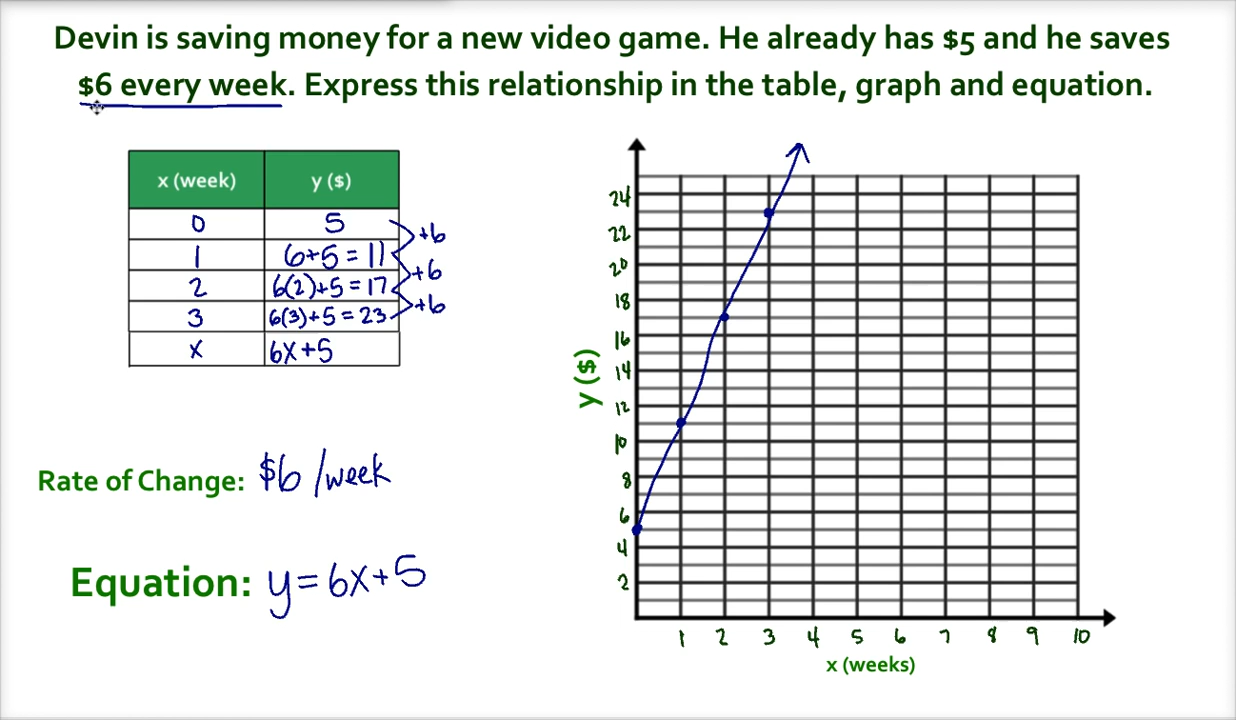 Devin is saving money for a new video game. He already has $5 and he saves
$6 every week. Express this relationship in the table, graph and equation.
x (week) y ($)
0 5
1 6+5=11
2 6(2)+5=17
3 6(3)+5=23
x 6x+5
+6
+6
+6
Rate of Change: $6 /week
Equation: y=6x+5
y ($)
24
22
20
18
16
14
12
10
8
6
4
2
1 2 3 4 5 6 7 8 9 10
x (weeks)